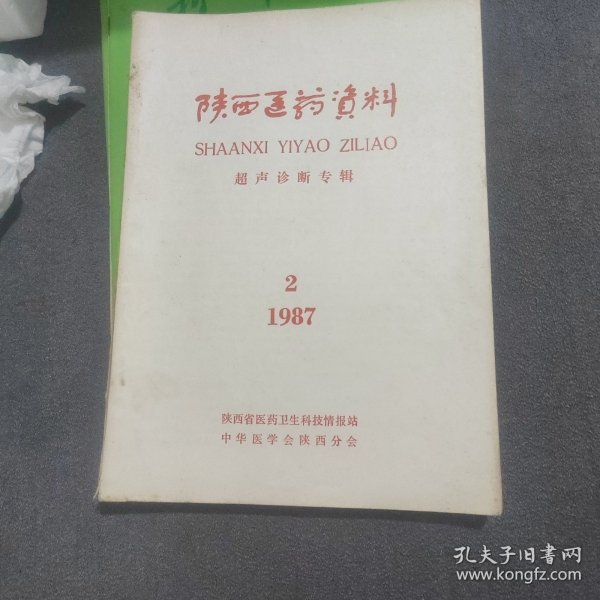 陕西医药资料
SHAANXI YIYAO ZILIAO
超声诊断专辑
2
1987
陕西省医药卫生科技情报站
中华医学会陕西分会
孔夫子旧书网
www.kongfz.com